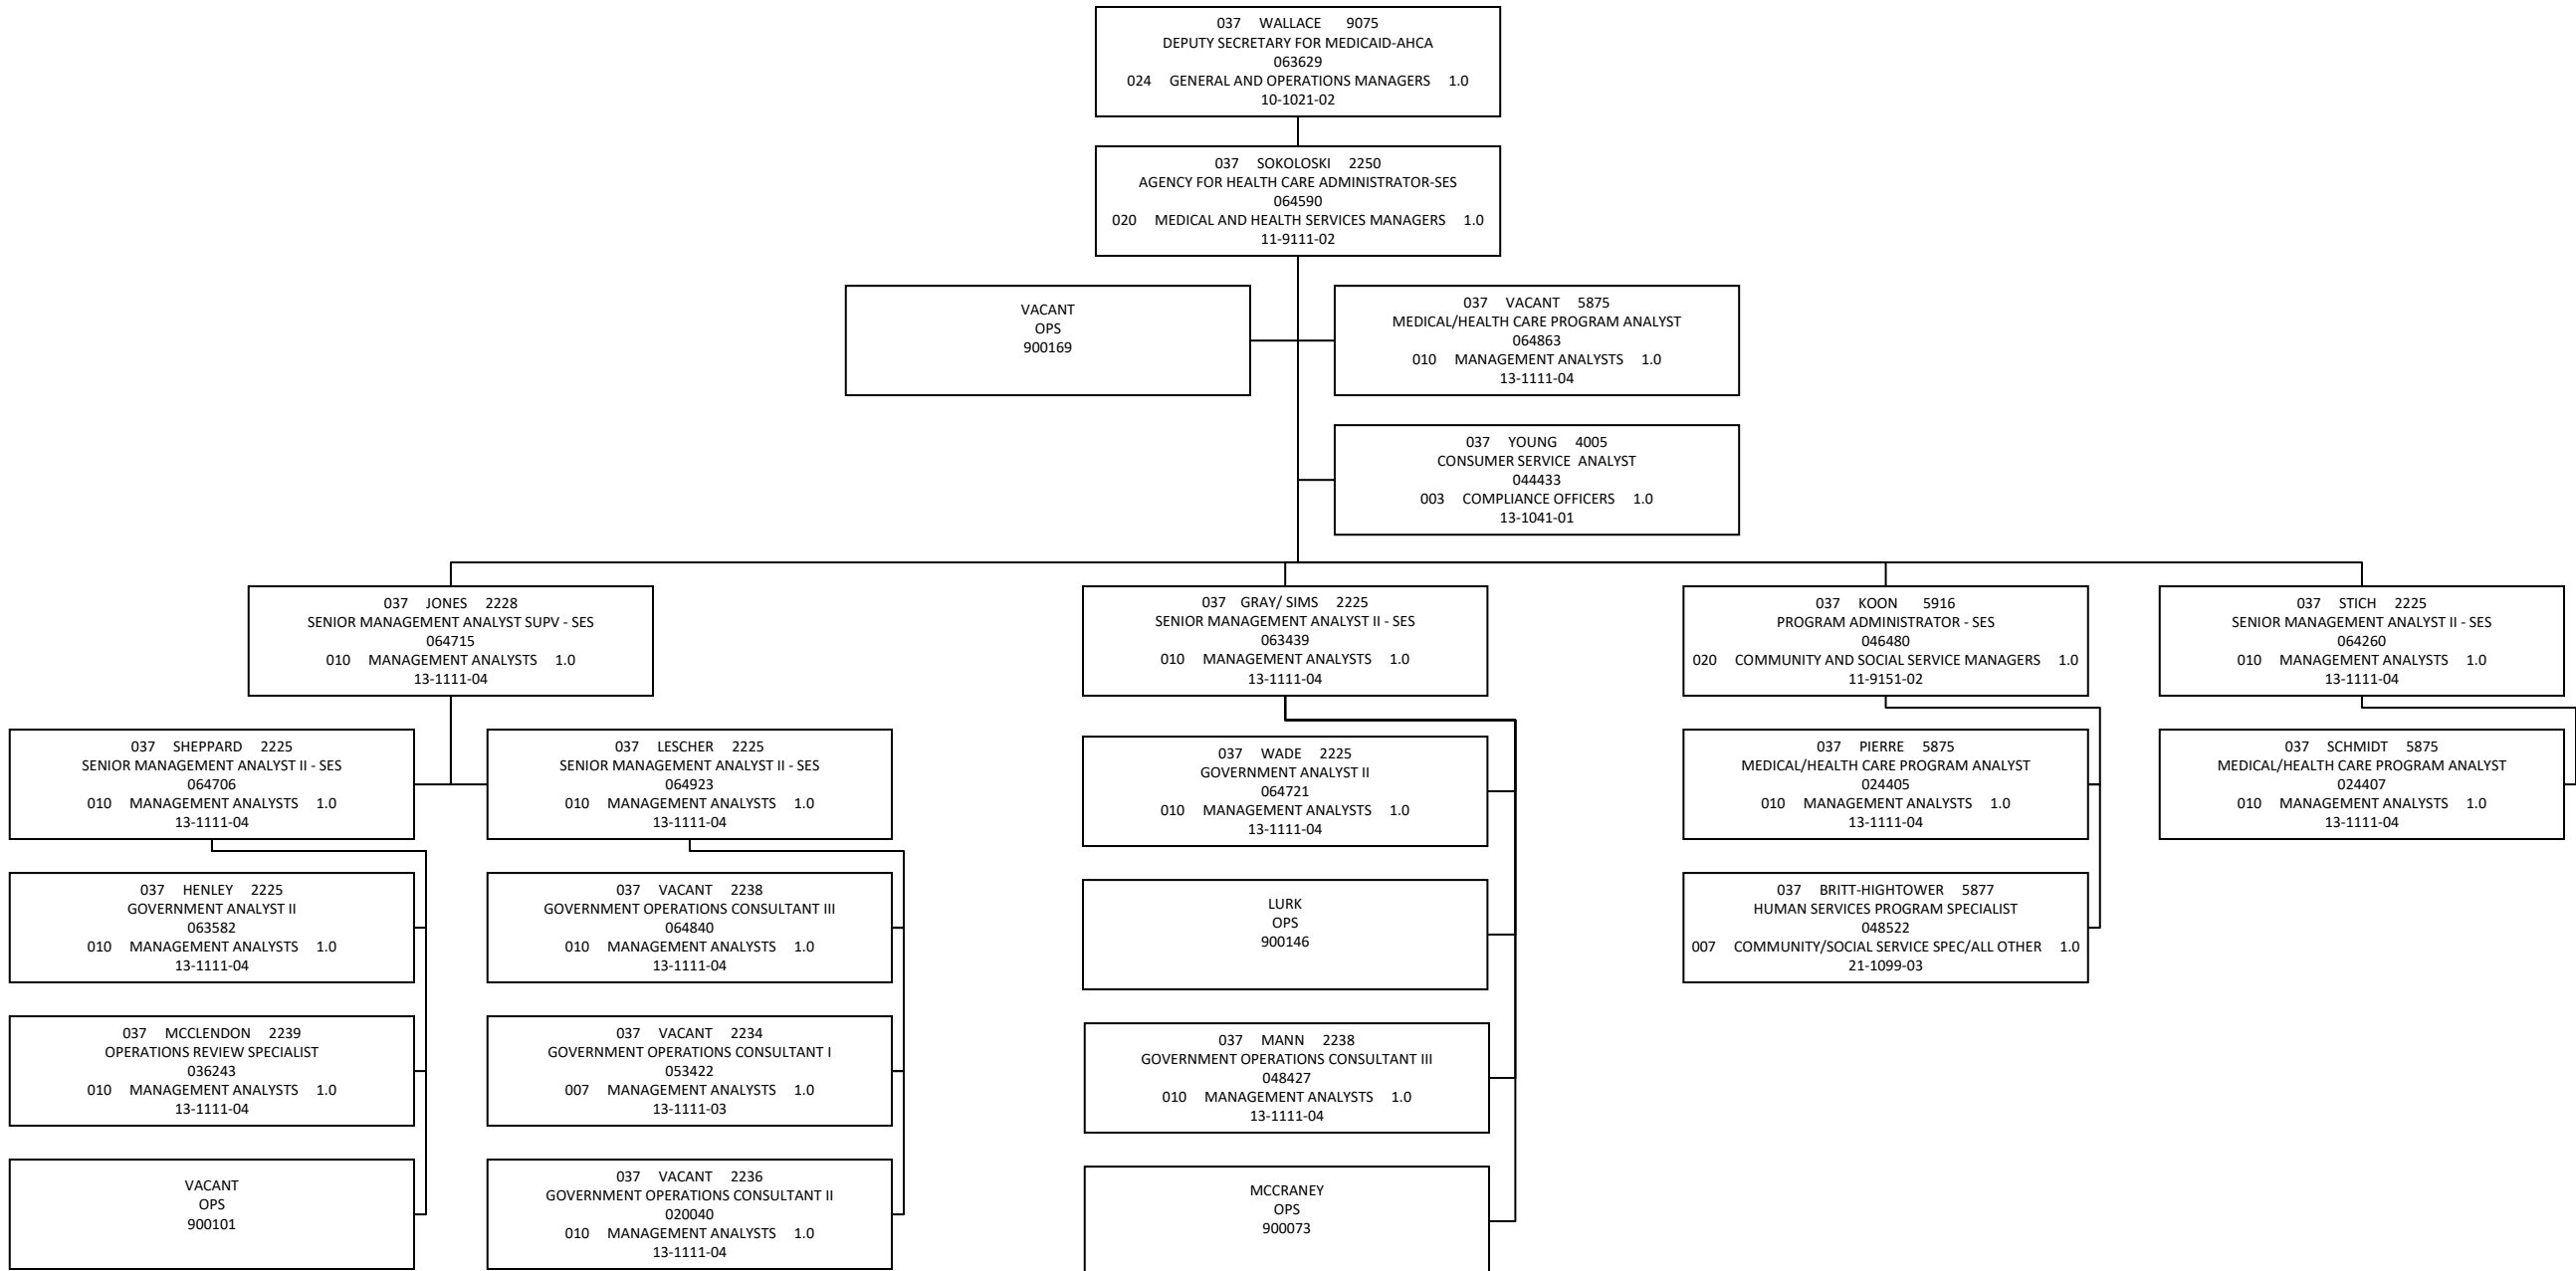 037 WALLACE 9075
DEPUTY SECRETARY FOR MEDICAID-AHCA
063629
024 GENERAL AND OPERATIONS MANAGERS 1.0
10-1021-02
037 SOKOLOSKI 2250
AGENCY FOR HEALTH CARE ADMINISTRATOR-SES
064590
020 MEDICAL AND HEALTH SERVICES MANAGERS 1.0
11-9111-02
VACANT
OPS
900169
037 VACANT 5875
MEDICAL/HEALTH CARE PROGRAM ANALYST
064863
010 MANAGEMENT ANALYSTS 1.0
13-1111-04
037 YOUNG 4005
CONSUMER SERVICE ANALYST
044433
003 COMPLIANCE OFFICERS 1.0
13-1041-01
037 JONES 2228
SENIOR MANAGEMENT ANALYST SUPV - SES
064715
010 MANAGEMENT ANALYSTS 1.0
13-1111-04
037 GRAY/ SIMS 2225
SENIOR MANAGEMENT ANALYST II - SES
063439
010 MANAGEMENT ANALYSTS 1.0
13-1111-04
037 KOON 5916
PROGRAM ADMINISTRATOR - SES
046480
020 COMMUNITY AND SOCIAL SERVICE MANAGERS 1.0
11-9151-02
037 STICH 2225
SENIOR MANAGEMENT ANALYST II - SES
064260
010 MANAGEMENT ANALYSTS 1.0
13-1111-04
037 SHEPPARD 2225
SENIOR MANAGEMENT ANALYST II - SES
064706
010 MANAGEMENT ANALYSTS 1.0
13-1111-04
037 LESCHER 2225
SENIOR MANAGEMENT ANALYST II - SES
064923
010 MANAGEMENT ANALYSTS 1.0
13-1111-04
037 WADE 2225
GOVERNMENT ANALYST II
064721
010 MANAGEMENT ANALYSTS 1.0
13-1111-04
037 PIERRE 5875
MEDICAL/HEALTH CARE PROGRAM ANALYST
024405
010 MANAGEMENT ANALYSTS 1.0
13-1111-04
037 SCHMIDT 5875
MEDICAL/HEALTH CARE PROGRAM ANALYST
024407
010 MANAGEMENT ANALYSTS 1.0
13-1111-04
037 HENLEY 2225
GOVERNMENT ANALYST II
063582
010 MANAGEMENT ANALYSTS 1.0
13-1111-04
037 VACANT 2238
GOVERNMENT OPERATIONS CONSULTANT III
064840
010 MANAGEMENT ANALYSTS 1.0
13-1111-04
LURK
OPS
900146
037 BRITT-HIGHTOWER 5877
HUMAN SERVICES PROGRAM SPECIALIST
048522
007 COMMUNITY/SOCIAL SERVICE SPEC/ALL OTHER 1.0
21-1099-03
037 MCCLENDON 2239
OPERATIONS REVIEW SPECIALIST
036243
010 MANAGEMENT ANALYSTS 1.0
13-1111-04
037 VACANT 2234
GOVERNMENT OPERATIONS CONSULTANT I
053422
007 MANAGEMENT ANALYSTS 1.0
13-1111-03
037 MANN 2238
GOVERNMENT OPERATIONS CONSULTANT III
048427
010 MANAGEMENT ANALYSTS 1.0
13-1111-04
VACANT
OPS
900101
037 VACANT 2236
GOVERNMENT OPERATIONS CONSULTANT II
020040
010 MANAGEMENT ANALYSTS 1.0
13-1111-04
MCCRANEY
OPS
900073